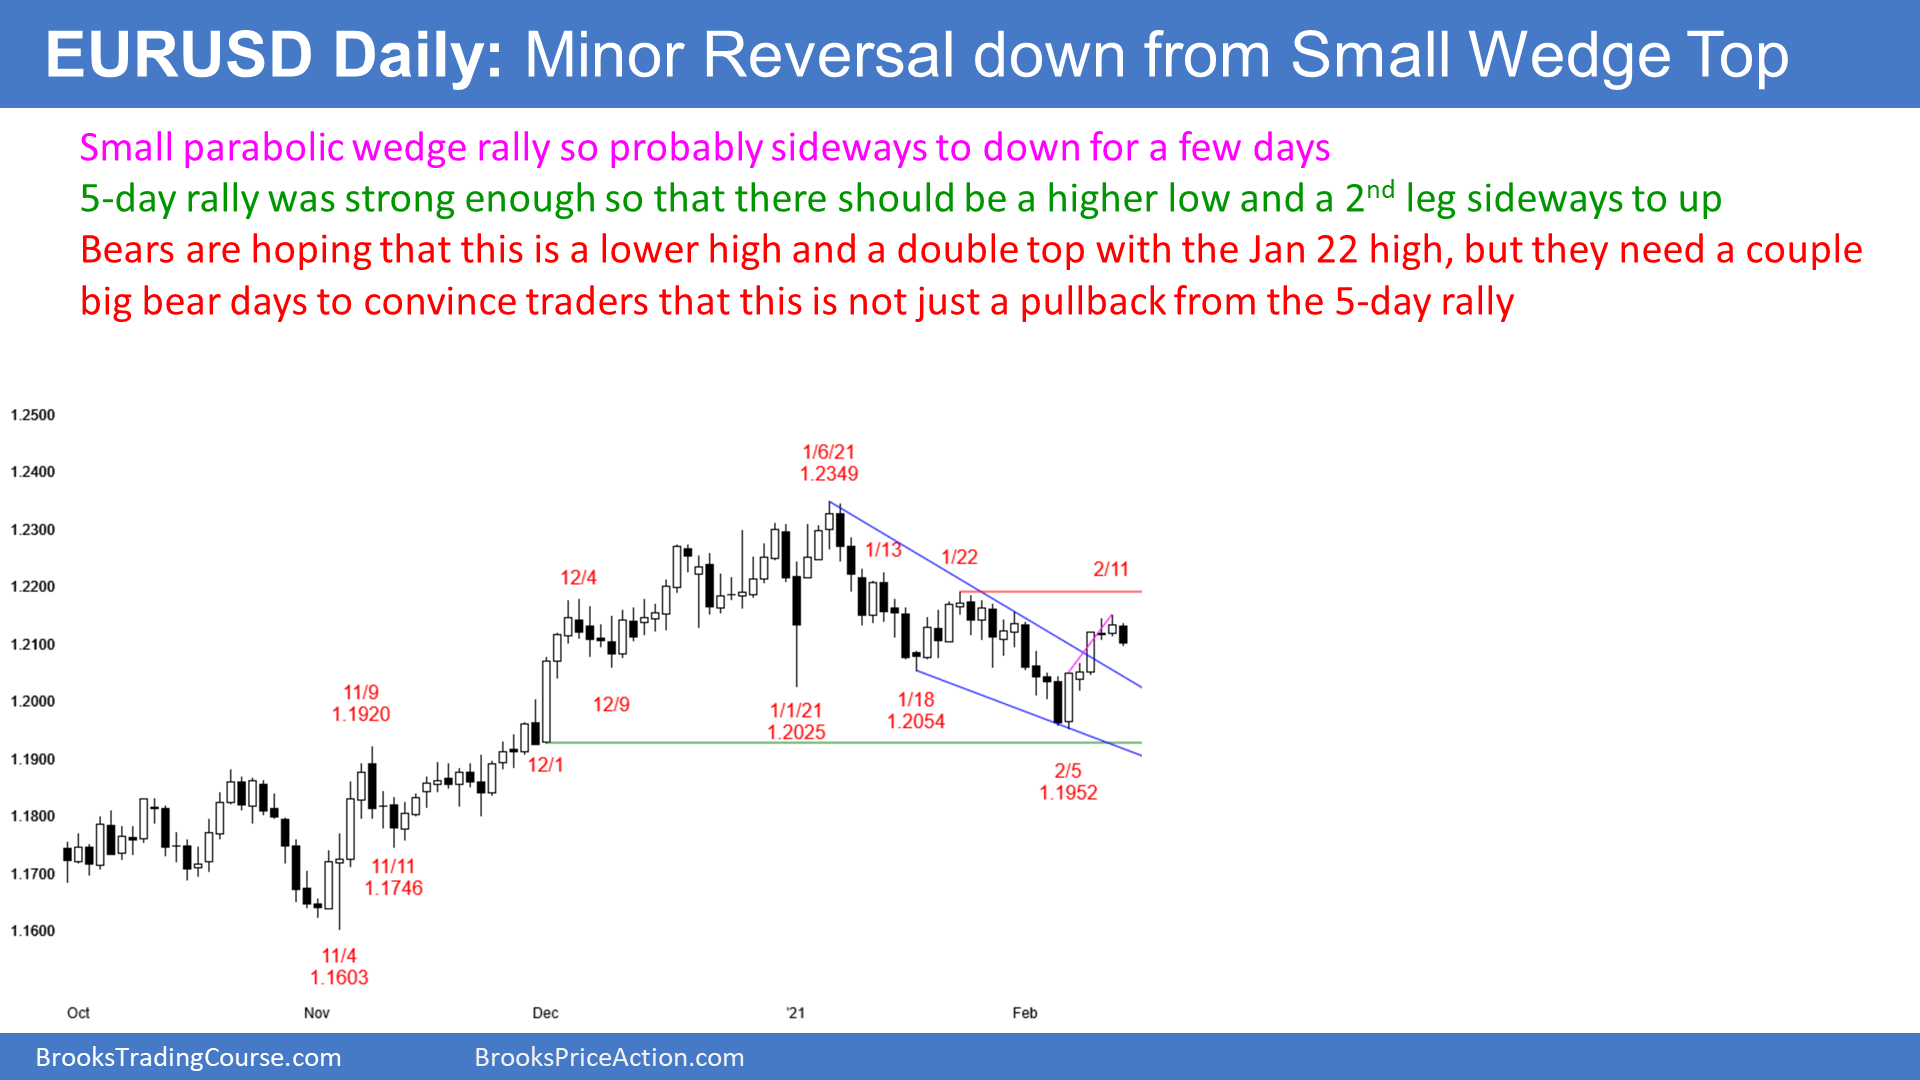 EURUSD Daily: Minor Reversal down from Small Wedge Top
Small parabolic wedge rally so probably sideways to down for a few days
5-day rally was strong enough so that there should be a higher low and a 2nd leg sideways to up
Bears are hoping that this is a lower high and a double top with the Jan 22 high, but they need a couple
big bear days to convince traders that this is not just a pullback from the 5-day rally
1.2500
1.2400
1.2300
1.2200
1.2100
1.2000
1.1900
1.1800
1.1700
1.1600
1/6/21
1.2349
1/13
1/22
2/11
12/4
11/9
1.1920
12/9
1/1/21
1.2025
1/18
1.2054
12/1
2/5
1.1952
11/11
1.1746
11/4
1.1603
Oct
Nov
Dec
'21
Feb
BrooksTradingCourse.com
BrooksPriceAction.com